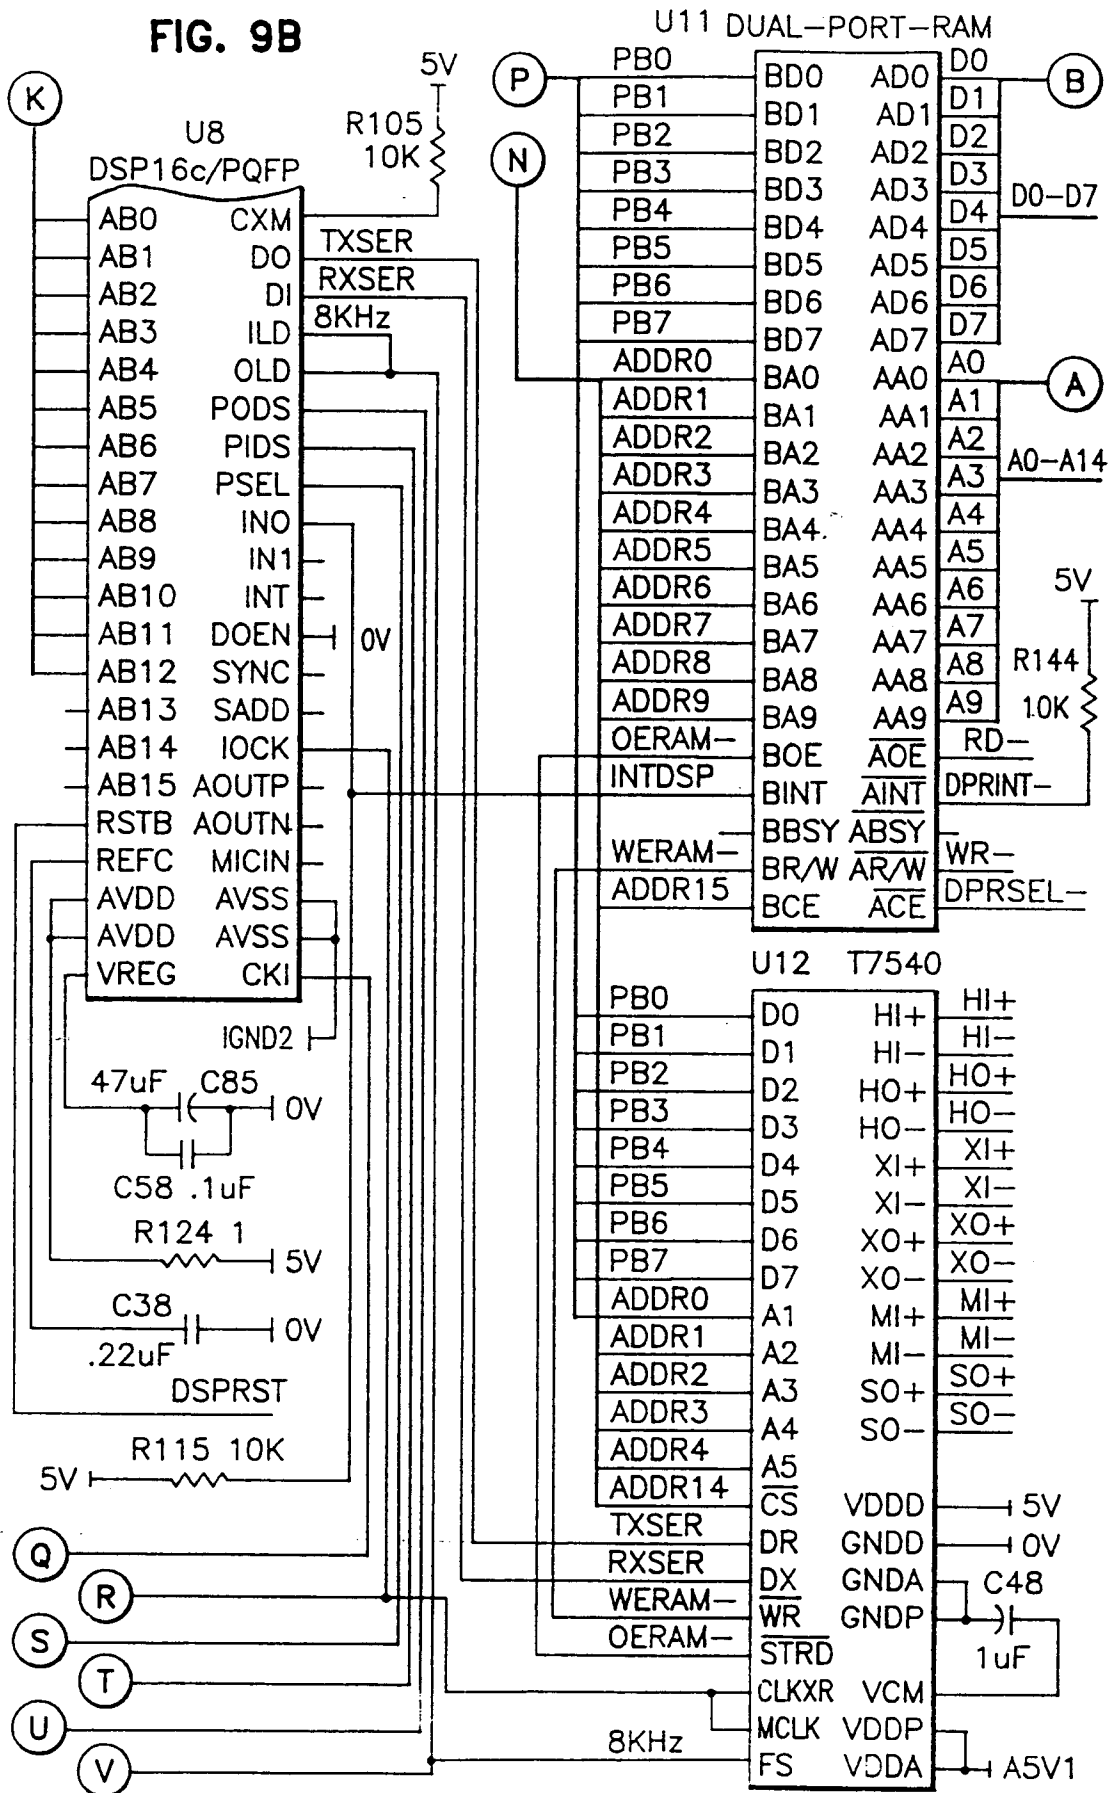 FIG. 9B
K
5V
R105
10K
U8
DSP16c/PQFP
AB0 CXM
AB1 DO TXSER
AB2 DI RXSER
AB3 ILD 8KHz
AB4 OLD
AB5 PODS
AB6 PIDS
AB7 PSEL
AB8 INO
AB9 IN1
AB10 INT
AB11 DOEN 0V
AB12 SYNC
AB13 SADD
AB14 IOCK
AB15 AOUTP
RSTB AOUTN
REFC MICIN
AVDD AVSS
AVDD AVSS
VREG CKI
IGND2
47uF C85
0V
C58 .1uF
R124 1
5V
C38
0V
.22uF
DSPRST
R115 10K
5V
Q
R
S
T
U
V
U11 DUAL-PORT-RAM
P
N
PB0 BD0 AD0 D0 B
PB1 BD1 AD1 D1
PB2 BD2 AD2 D2
PB3 BD3 AD3 D3
D0-D7
PB4 BD4 AD4 D4
PB5 BD5 AD5 D5
PB6 BD6 AD6 D6
PB7 BD7 AD7 D7
ADDR0 BA0 AA0 A0 A
ADDR1 BA1 AA1 A1
ADDR2 BA2 AA2 A2
A0-A14
ADDR3 BA3 AA3 A3
ADDR4 BA4 AA4 A4
ADDR5 BA5 AA5 A5
ADDR6 BA6 AA6 A6
ADDR7 BA7 AA7 A7
ADDR8 BA8 AA8 A8
ADDR9 BA9 AA9 A9
5V
R144
10K
OERAM- BOE AOE RD-
INTDSP BINT AINT DPRINT-
BBSY ABSY
WERAM- BR/W AR/W WR-
ADDR15 BCE ACE DPRSEL-
U12 T7540
PB0 D0 HI+ HI+
PB1 D1 HI- HI-
PB2 D2 HO+ HO+
PB3 D3 HO- HO-
PB4 D4 XI+ XI+
PB5 D5 XI- XI-
PB6 D6 XO+ XO+
PB7 D7 XO- XO-
ADDR0 A1 MI+ MI+
ADDR1 A2 MI- MI-
ADDR2 A3 SO+ SO+
ADDR3 A4 SO- SO-
ADDR4 A5
ADDR14 CS VDDD 5V
TXSER DR GNDD 0V
RXSER DX GNDA C48
WERAM- WR GNDP
OERAM- STRD 1uF
CLKXR VCM
MCLK VDDP
8KHz FS VDDA A5V1